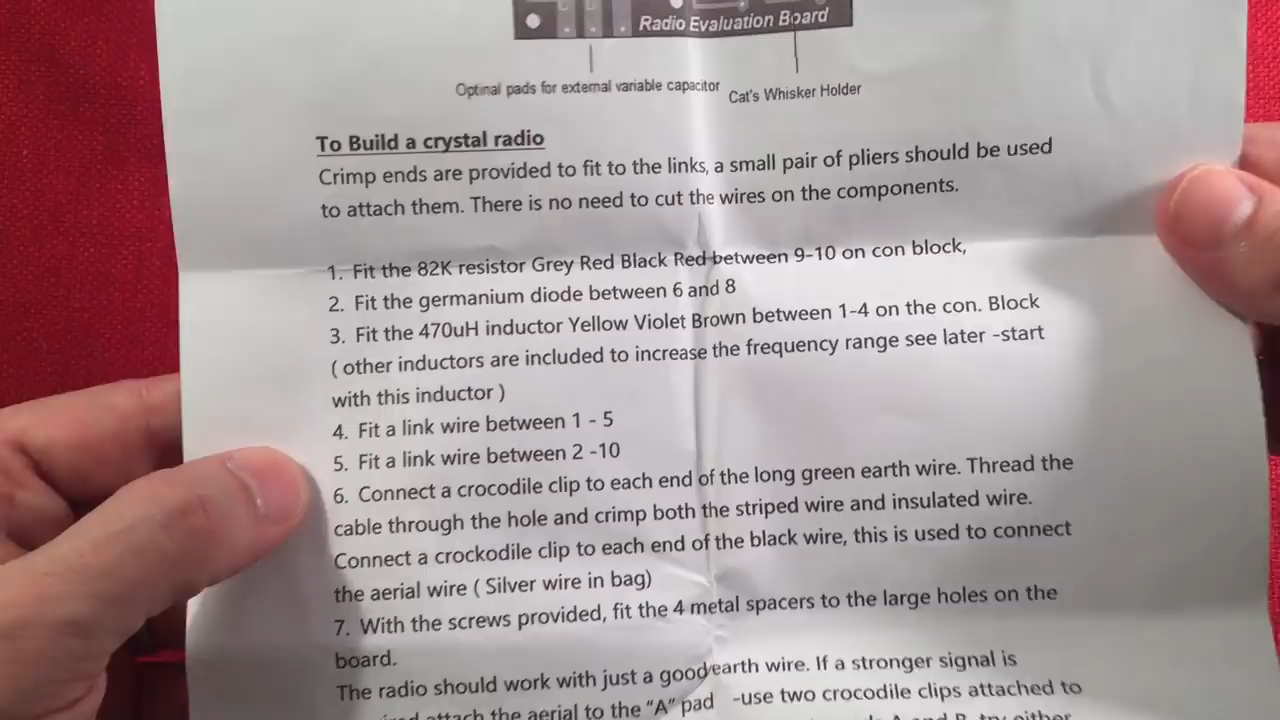 Radio Evaluation Board
Optinal pads for external variable capacitor
Cat's Whisker Holder
To Build a crystal radio
Crimp ends are provided to fit to the links, a small pair of pliers should be used
to attach them. There is no need to cut the wires on the components.
1. Fit the 82K resistor Grey Red Black Red between 9-10 on con block,
2. Fit the germanium diode between 6 and 8
3. Fit the 470uH inductor Yellow Violet Brown between 1-4 on the con. Block
( other inductors are included to increase the frequency range see later -start
with this inductor )
4. Fit a link wire between 1 - 5
5. Fit a link wire between 2 -10
6. Connect a crocodile clip to each end of the long green earth wire. Thread the
cable through the hole and crimp both the striped wire and insulated wire.
Connect a crockodile clip to each end of the black wire, this is used to connect
the aerial wire ( Silver wire in bag)
7. With the screws provided, fit the 4 metal spacers to the large holes on the
board.
The radio should work with just a good earth wire. If a stronger signal is
attach the aerial to the "A" pad -use two crocodile clips attached to